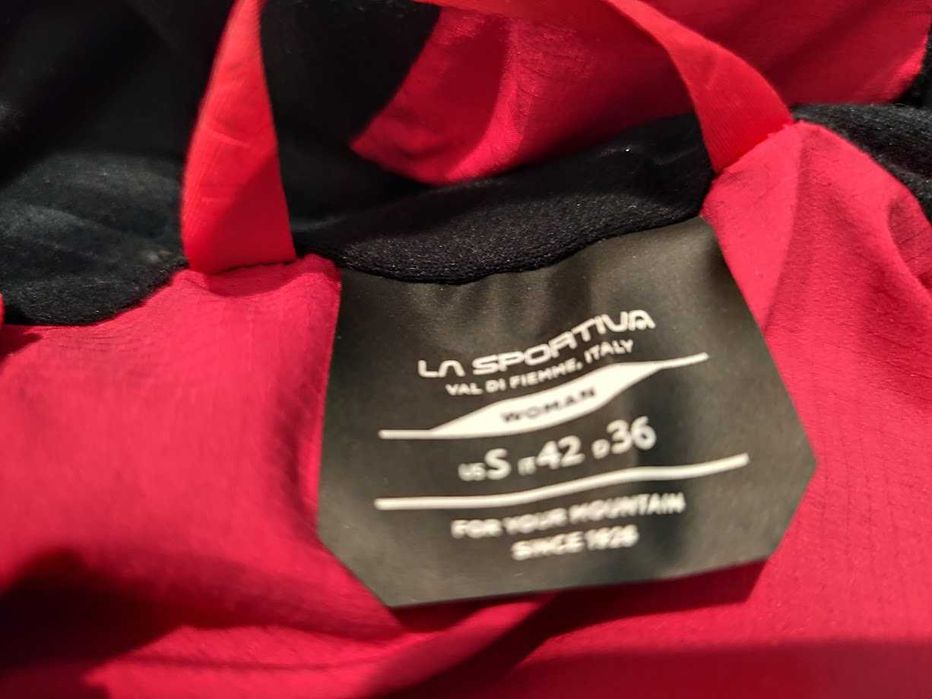 LA SPORTIVA
VAL DI FIEMME, ITALY
WOMAN
US S IT 42 D 36
FOR YOUR MOUNTAIN
SINCE 1928